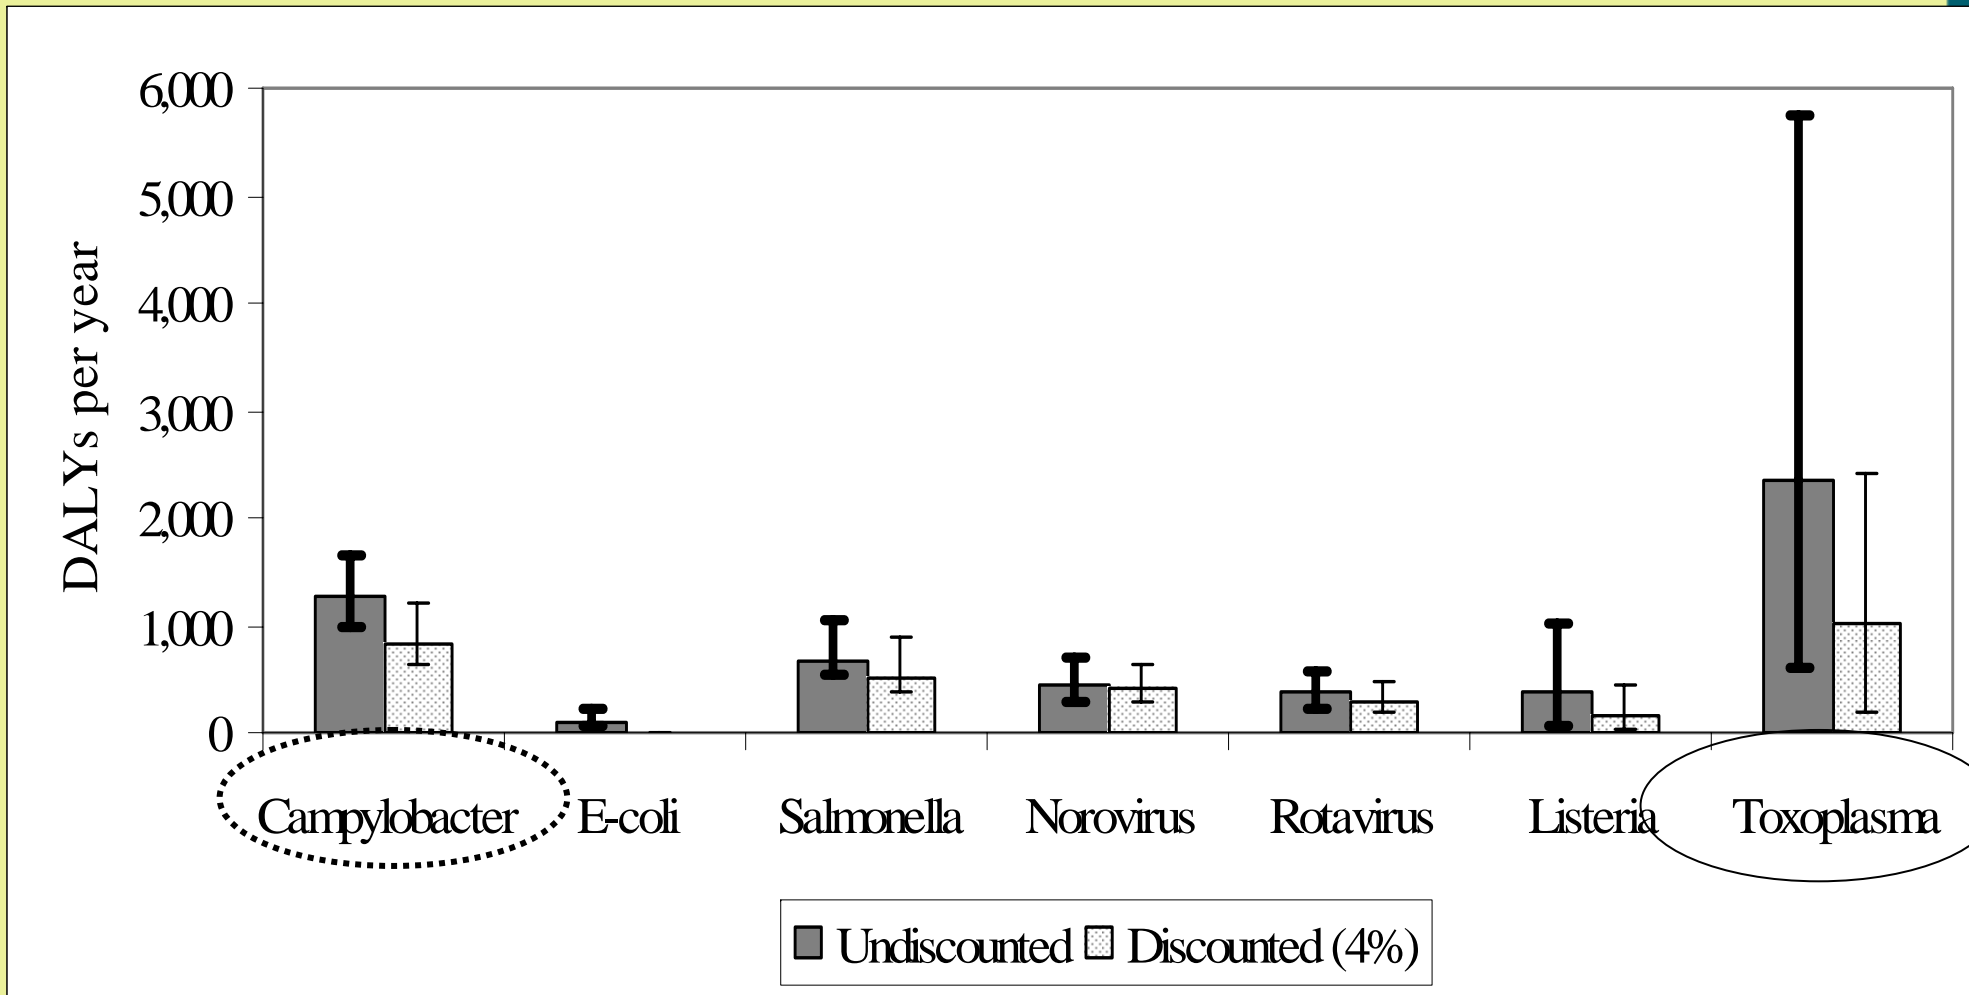 6,000
5,000
4,000
3,000
2,000
1,000
0
DALYs per year
Campylobacter E-coli Salmonella Norovirus Rotavirus Listeria Toxoplasma
Undiscounted Discounted (4%)